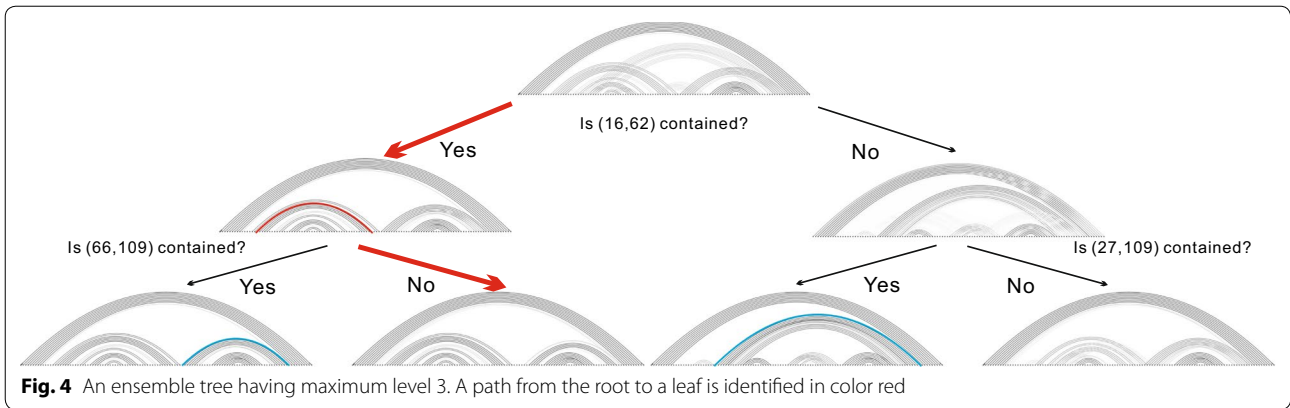 Is (16,62) contained?
Yes
No
Is (66,109) contained?
Is (27,109) contained?
Yes
No
Yes
No
Fig. 4 An ensemble tree having maximum level 3. A path from the root to a leaf is identified in color red